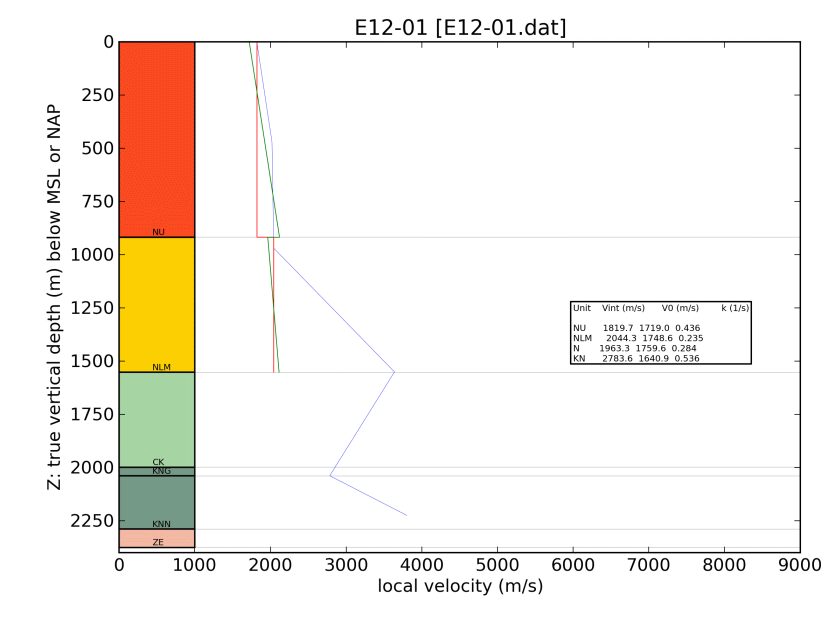 E12-01 [E12-01.dat]
0
250
500
750
1000
1250
1500
1750
2000
2250
Z: true vertical depth (m) below MSL or NAP
NU
NLM
CK
KNG
KNN
ZE
Unit Vint (m/s) V0 (m/s) k (1/s)
NU 1819.7 1719.0 0.436
NLM 2044.3 1748.6 0.235
N 1963.3 1759.6 0.284
KN 2783.6 1640.9 0.536
0 1000 2000 3000 4000 5000 6000 7000 8000 9000
local velocity (m/s)